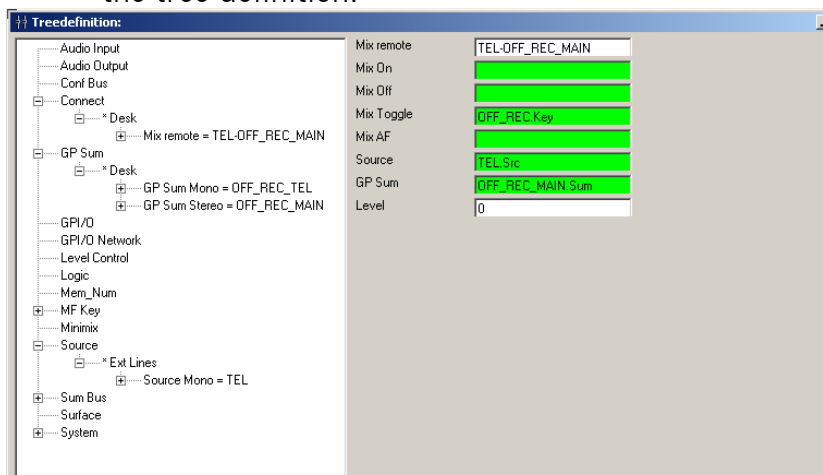 the tree definition.
Treedefinition:
Audio Input
Audio Output
Conf Bus
Connect
* Desk
Mix remote = TEL-OFF_REC_MAIN
GP Sum
* Desk
GP Sum Mono = OFF_REC_TEL
GP Sum Stereo = OFF_REC_MAIN
GPI/O
GPI/O Network
Level Control
Logic
Mem_Num
MF Key
Minimix
Source
* Ext Lines
Source Mono = TEL
Sum Bus
Surface
System
Mix remote TEL-OFF_REC_MAIN
Mix On
Mix Off
Mix Toggle OFF_REC.Key
Mix AF
Source TEL.Src
GP Sum OFF_REC_MAIN.Sum
Level 0